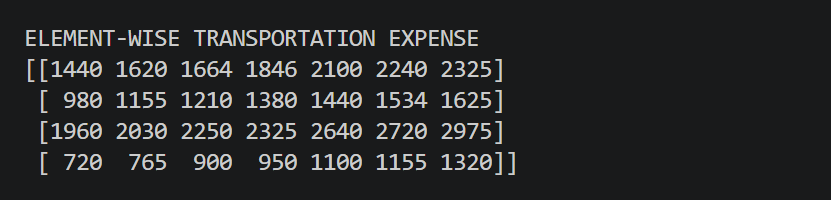 ELEMENT-WISE TRANSPORTATION EXPENSE
[[1440 1620 1664 1846 2100 2240 2325]
 [ 980 1155 1210 1380 1440 1534 1625]
 [1960 2030 2250 2325 2640 2720 2975]
 [ 720  765  900  950 1100 1155 1320]]